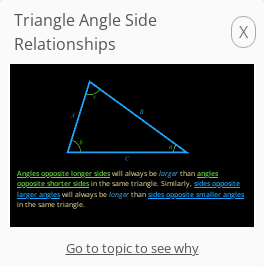 Triangle Angle Side
Relationships
X
A
B
C
b
a
Angles opposite longer sides will always be larger than angles
opposite shorter sides in the same triangle. Similarly, sides opposite
larger angles will always be larger than sides opposite smaller angles
in the same triangle.
Go to topic to see why